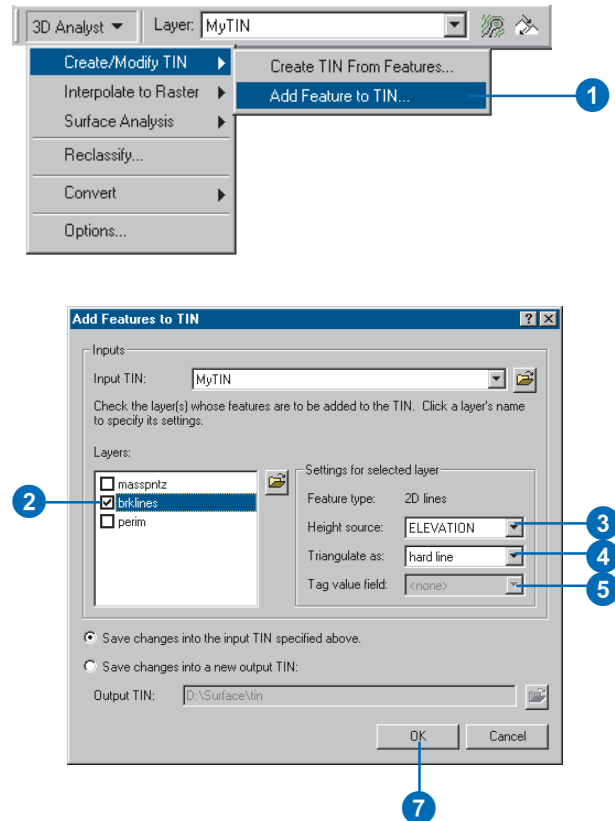 3D Analyst Layer: MyTIN
Create/Modify TIN
Interpolate to Raster
Surface Analysis
Reclassify...
Convert
Options...
Create TIN From Features...
Add Feature to TIN...
1
Add Features to TIN
Inputs
Input TIN: MyTIN
Check the layer(s) whose features are to be added to the TIN. Click a layer's name
to specify its settings.
Layers:
masspntz
brklines
perim
2
Settings for selected layer
Feature type: 2D lines
Height source: ELEVATION
3
Triangulate as: hard line
4
Tag value field: <none>
5
Save changes into the input TIN specified above.
Save changes into a new output TIN:
Output TIN: D:\Surface\tin
OK Cancel
7